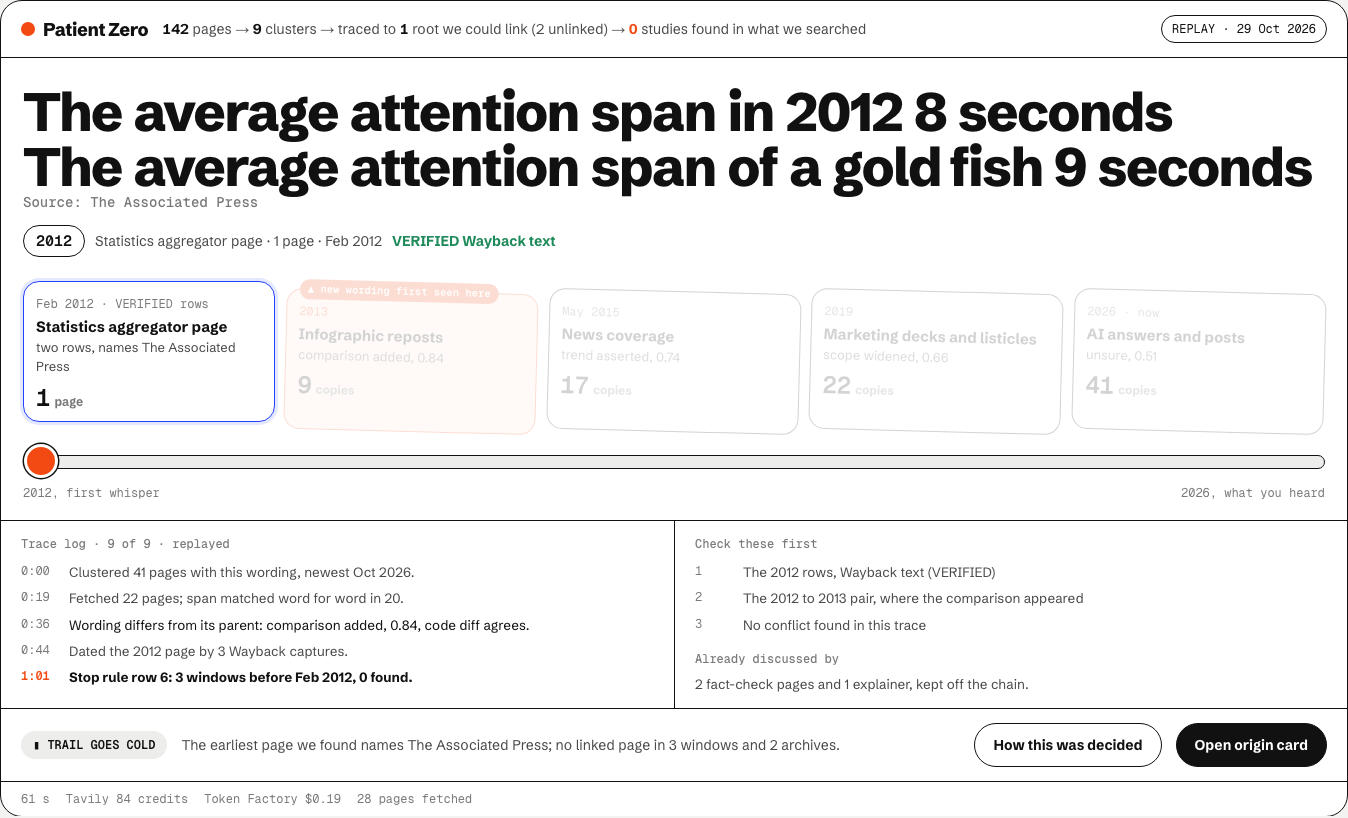 Patient Zero 142 pages → 9 clusters → traced to 1 root we could link (2 unlinked) → 0 studies found in what we searched REPLAY · 29 Oct 2026
The average attention span in 2012 8 seconds
The average attention span of a gold fish 9 seconds
Source: The Associated Press
2012 Statistics aggregator page · 1 page · Feb 2012 VERIFIED Wayback text
Feb 2012 · VERIFIED rows
Statistics aggregator page
two rows, names The Associated
Press
1 page
▲ new wording first seen here
2013
Infographic reposts
comparison added, 0.84
9 copies
May 2015
News coverage
trend asserted, 0.74
17 copies
2019
Marketing decks and listicles
scope widened, 0.66
22 copies
2026 · now
AI answers and posts
unsure, 0.51
41 copies
2012, first whisper 2026, what you heard
Trace log · 9 of 9 · replayed
0:00 Clustered 41 pages with this wording, newest Oct 2026.
0:19 Fetched 22 pages; span matched word for word in 20.
0:36 Wording differs from its parent: comparison added, 0.84, code diff agrees.
0:44 Dated the 2012 page by 3 Wayback captures.
1:01 Stop rule row 6: 3 windows before Feb 2012, 0 found.
Check these first
1 The 2012 rows, Wayback text (VERIFIED)
2 The 2012 to 2013 pair, where the comparison appeared
3 No conflict found in this trace
Already discussed by
2 fact-check pages and 1 explainer, kept off the chain.
▮ TRAIL GOES COLD The earliest page we found names The Associated Press; no linked page in 3 windows and 2 archives. How this was decided Open origin card
61 s Tavily 84 credits Token Factory $0.19 28 pages fetched